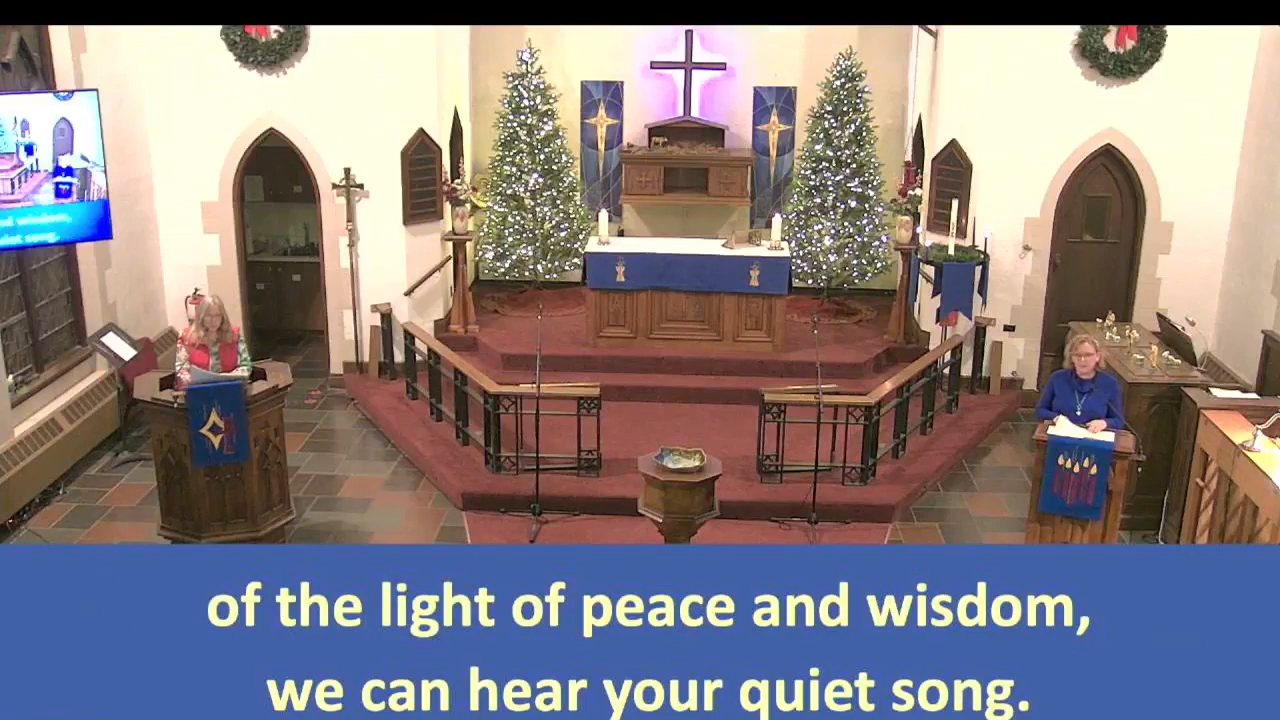 of the light of peace and wisdom,
we can hear your quiet song.